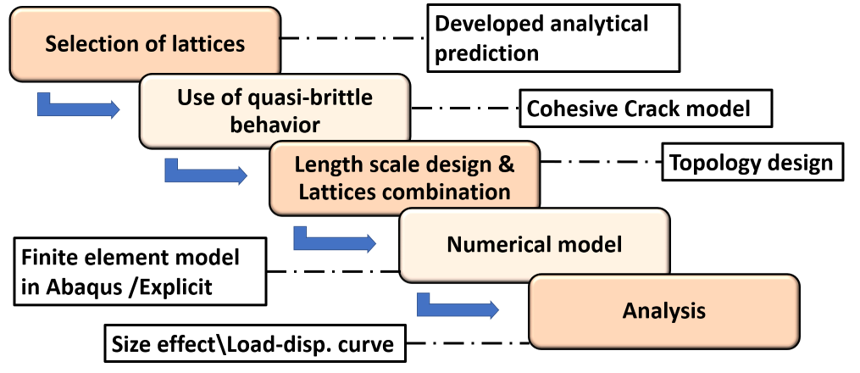 Selection of lattices
Developed analytical
prediction
Use of quasi-brittle
behavior
Cohesive Crack model
Length scale design &
Lattices combination
Topology design
Numerical model
Finite element model
in Abaqus /Explicit
Analysis
Size effect\Load-disp. curve